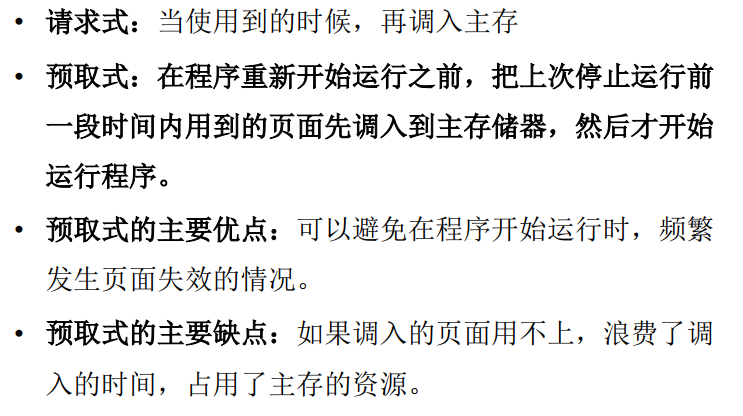 • 请求式：当使用到的时候，再调入主存
• 预取式：在程序重新开始运行之前，把上次停止运行前
一段时间内用到的页面先调入到主存储器，然后才开始
运行程序。
• 预取式的主要优点：可以避免在程序开始运行时，频繁
发生页面失效的情况。
• 预取式的主要缺点：如果调入的页面用不上，浪费了调
入的时间，占用了主存的资源。